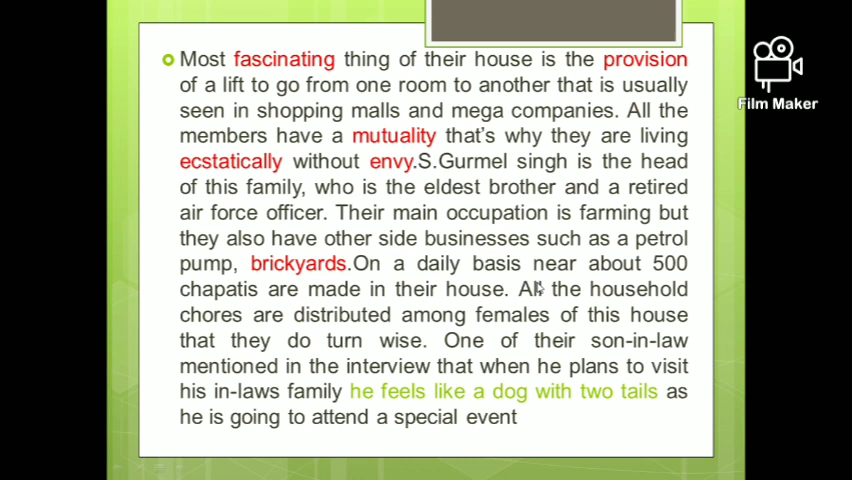 Most fascinating thing of their house is the provision
of a lift to go from one room to another that is usually
seen in shopping malls and mega companies. All the
members have a mutuality that's why they are living
ecstatically without envy.S.Gurmel singh is the head
of this family, who is the eldest brother and a retired
air force officer. Their main occupation is farming but
they also have other side businesses such as a petrol
pump, brickyards.On a daily basis near about 500
chapatis are made in their house. All the household
chores are distributed among females of this house
that they do turn wise. One of their son-in-law
mentioned in the interview that when he plans to visit
his in-laws family he feels like a dog with two tails as
he is going to attend a special event
Film Maker